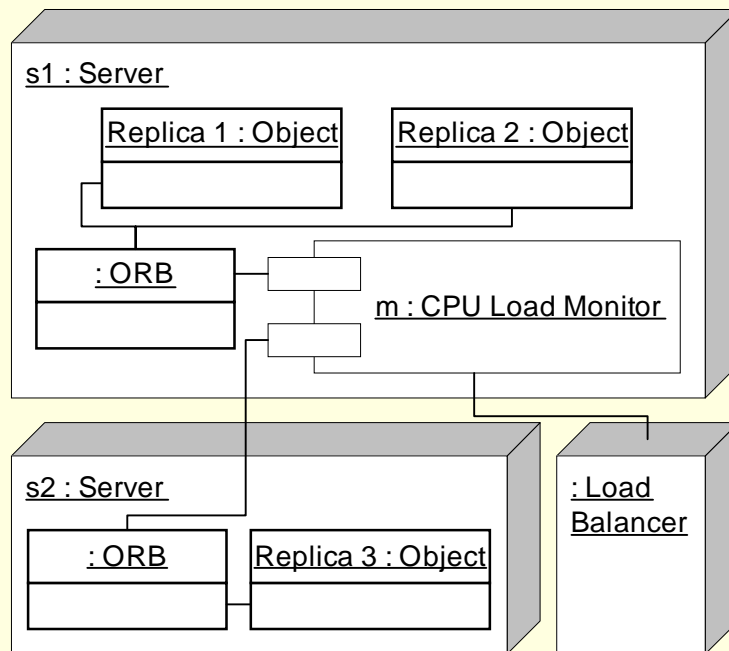 s1 : Server
Replica 1 : Object
Replica 2 : Object
: ORB
m : CPU Load Monitor
s2 : Server
: ORB
Replica 3 : Object
: Load
Balancer